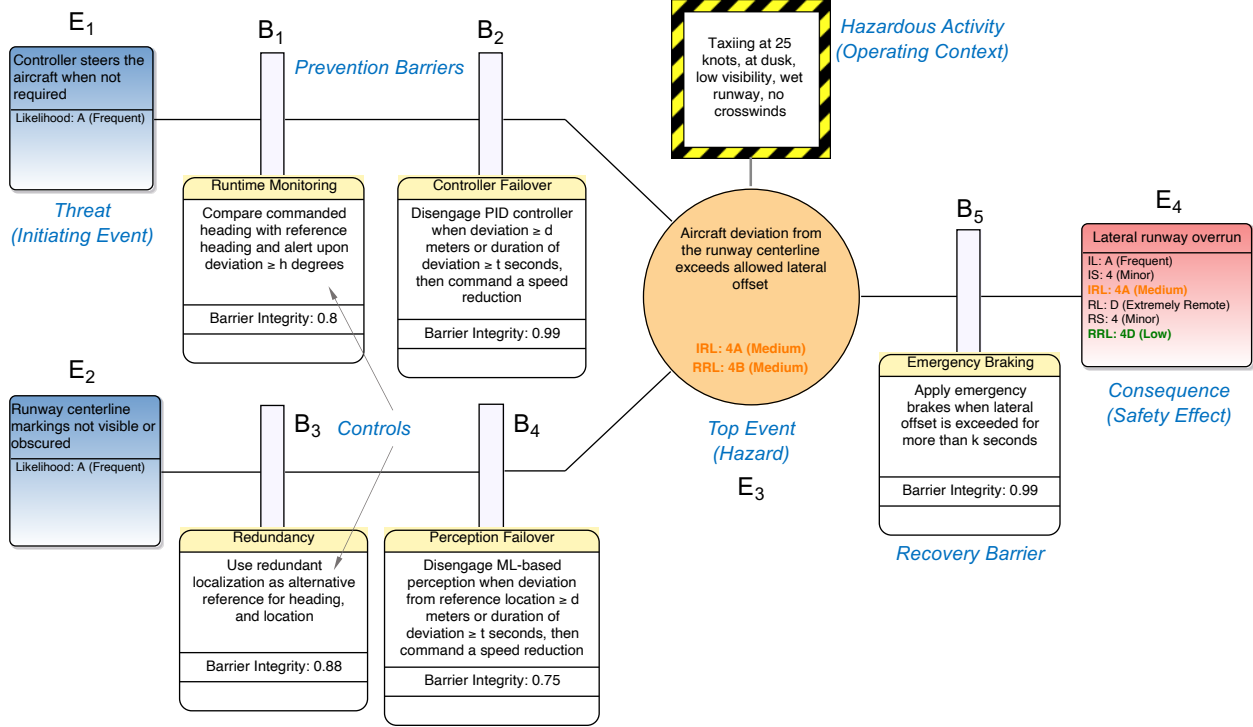 E1
Controller steers the
aircraft when not
required
Likelihood: A (Frequent)
Threat
(Initiating Event)
B1
Prevention Barriers
B2
Runtime Monitoring
Compare commanded
heading with reference
heading and alert upon
deviation ≥ h degrees
Barrier Integrity: 0.8
Controller Failover
Disengage PID controller
when deviation ≥ d
meters or duration of
deviation ≥ t seconds,
then command a speed
reduction
Barrier Integrity: 0.99
Taxiing at 25
knots, at dusk,
low visibility, wet
runway, no
crosswinds
Hazardous Activity
(Operating Context)
E2
Runway centerline
markings not visible or
obscured
Likelihood: A (Frequent)
B3
Controls
B4
Redundancy
Use redundant
localization as alternative
reference for heading,
and location
Barrier Integrity: 0.88
Perception Failover
Disengage ML-based
perception when deviation
from reference location ≥ d
meters or duration of
deviation ≥ t seconds, then
command a speed reduction
Barrier Integrity: 0.75
Aircraft deviation from
the runway centerline
exceeds allowed lateral
offset
IRL: 4A (Medium)
RRL: 4B (Medium)
Top Event
(Hazard)
E3
B5
Emergency Braking
Apply emergency
brakes when lateral
offset is exceeded for
more than k seconds
Barrier Integrity: 0.99
Recovery Barrier
E4
Lateral runway overrun
IL: A (Frequent)
IS: 4 (Minor)
IRL: 4A (Medium)
RL: D (Extremely Remote)
RS: 4 (Minor)
RRL: 4D (Low)
Consequence
(Safety Effect)